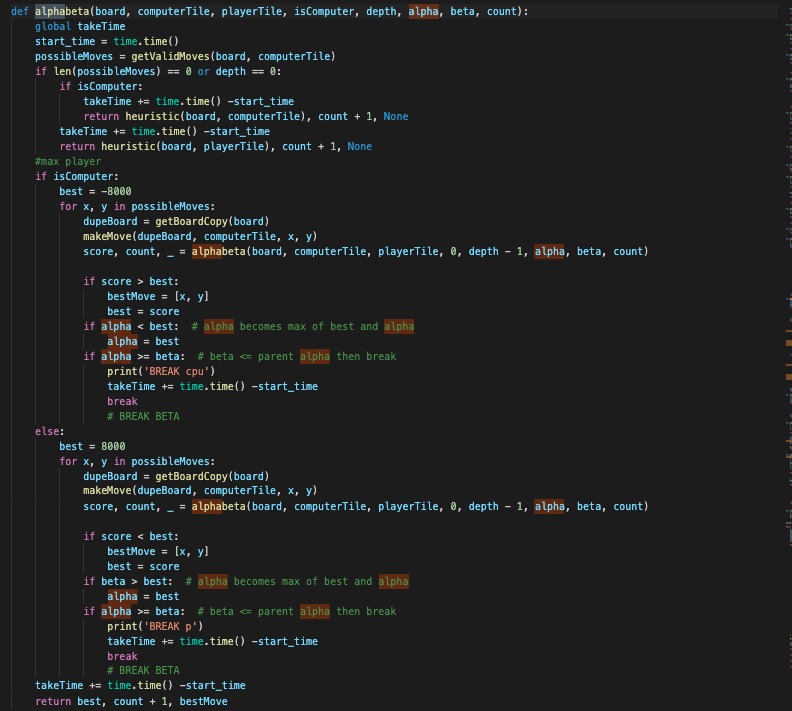 def alphabeta(board, computerTile, playerTile, isComputer, depth, alpha, beta, count):
    global takeTime
    start_time = time.time()
    possibleMoves = getValidMoves(board, computerTile)
    if len(possibleMoves) == 0 or depth == 0:
        if isComputer:
            takeTime += time.time() -start_time
            return heuristic(board, computerTile), count + 1, None
        takeTime += time.time() -start_time
        return heuristic(board, playerTile), count + 1, None
    #max player
    if isComputer:
        best = -8000
        for x, y in possibleMoves:
            dupeBoard = getBoardCopy(board)
            makeMove(dupeBoard, computerTile, x, y)
            score, count, _ = alphabeta(board, computerTile, playerTile, 0, depth - 1, alpha, beta, count)

            if score > best:
                bestMove = [x, y]
                best = score
            if alpha < best:  # alpha becomes max of best and alpha
                alpha = best
            if alpha >= beta:  # beta <= parent alpha then break
                print('BREAK cpu')
                takeTime += time.time() -start_time
                break
                # BREAK BETA
    else:
        best = 8000
        for x, y in possibleMoves:
            dupeBoard = getBoardCopy(board)
            makeMove(dupeBoard, computerTile, x, y)
            score, count, _ = alphabeta(board, computerTile, playerTile, 0, depth - 1, alpha, beta, count)

            if score < best:
                bestMove = [x, y]
                best = score
            if beta > best:  # alpha becomes max of best and alpha
                alpha = best
            if alpha >= beta:  # beta <= parent alpha then break
                print('BREAK p')
                takeTime += time.time() -start_time
                break
                # BREAK BETA
    takeTime += time.time() -start_time
    return best, count + 1, bestMove